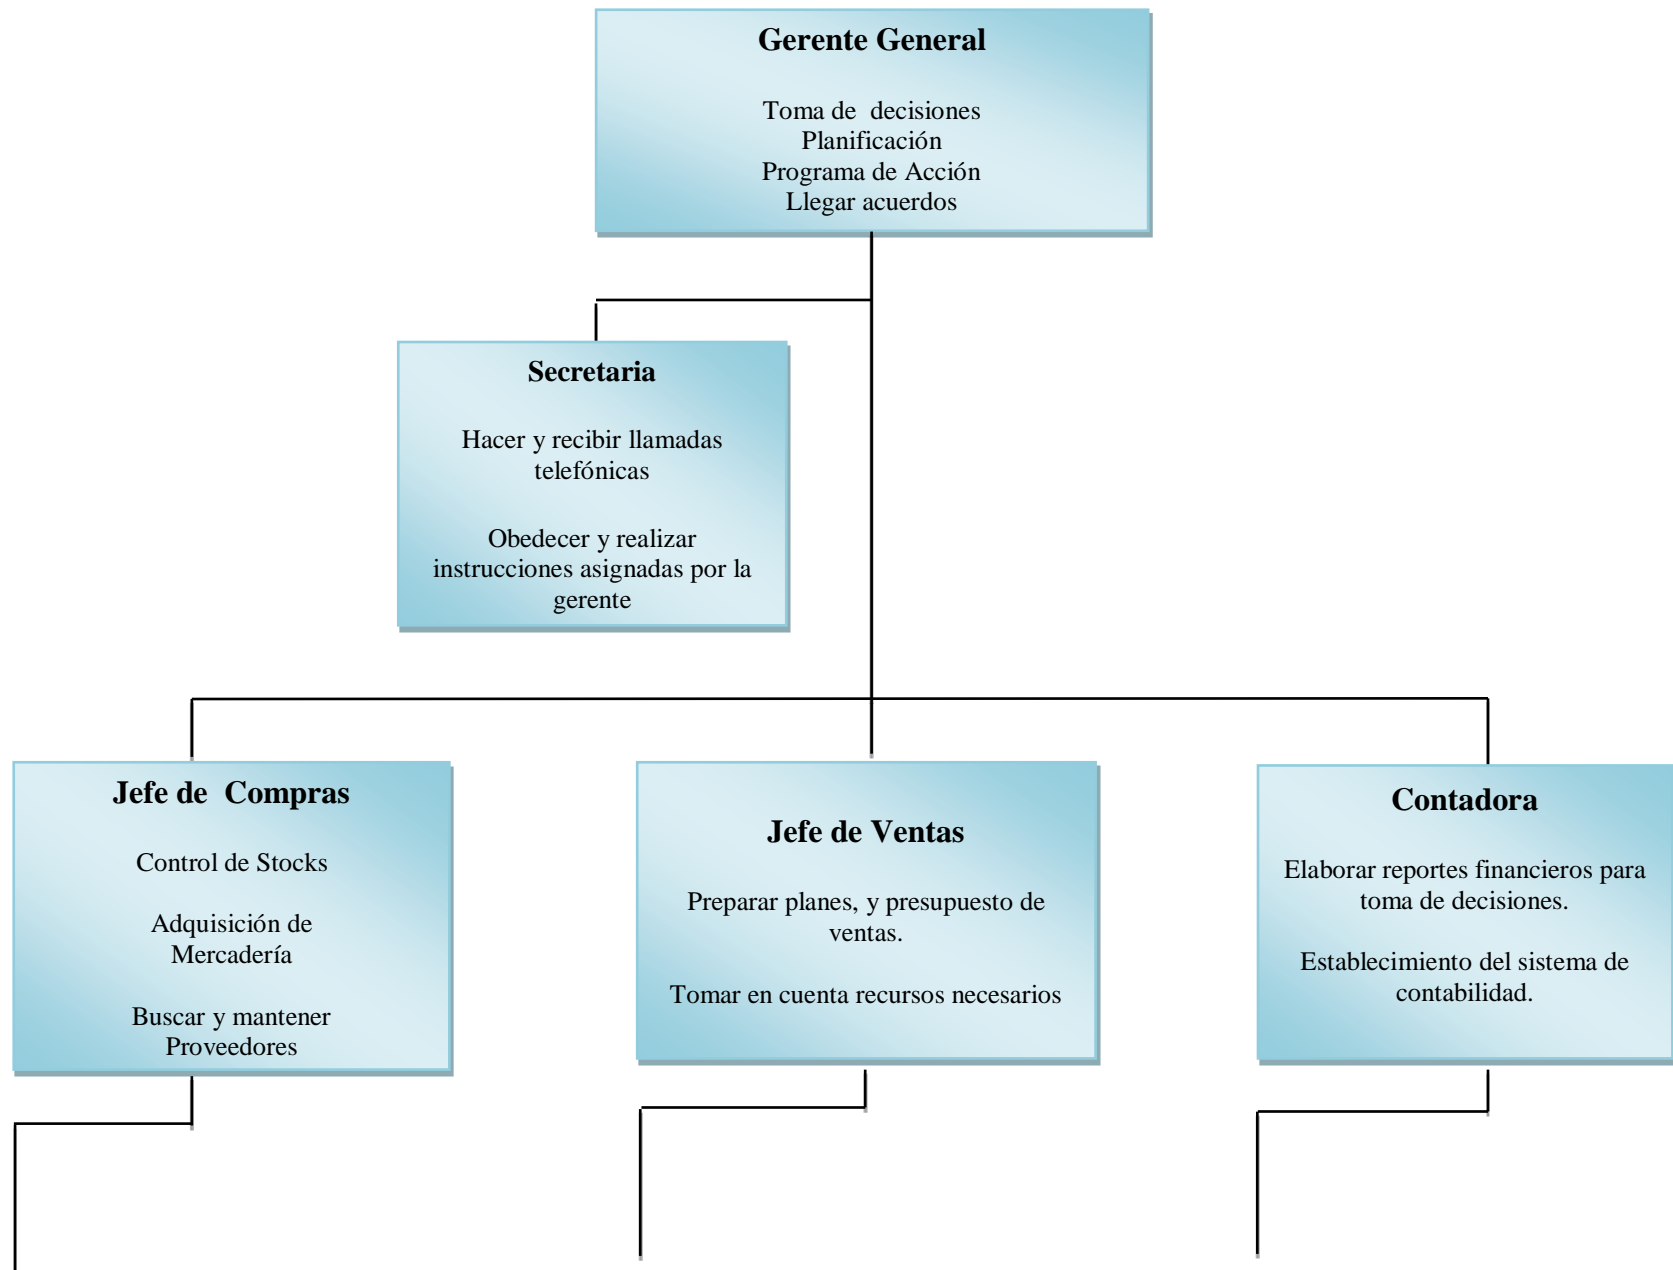 Gerente General
Toma de  decisiones
Planificación
Programa de Acción
Llegar acuerdos
Secretaria
Hacer y recibir llamadas
telefónicas
Obedecer y realizar
instrucciones asignadas por la
gerente
Jefe de  Compras
Control de Stocks
Adquisición de
Mercadería
Buscar y mantener
Proveedores
Jefe de Ventas
Preparar planes, y presupuesto de
ventas.
Tomar en cuenta recursos necesarios
Contadora
Elaborar reportes financieros para
toma de decisiones.
Establecimiento del sistema de
contabilidad.